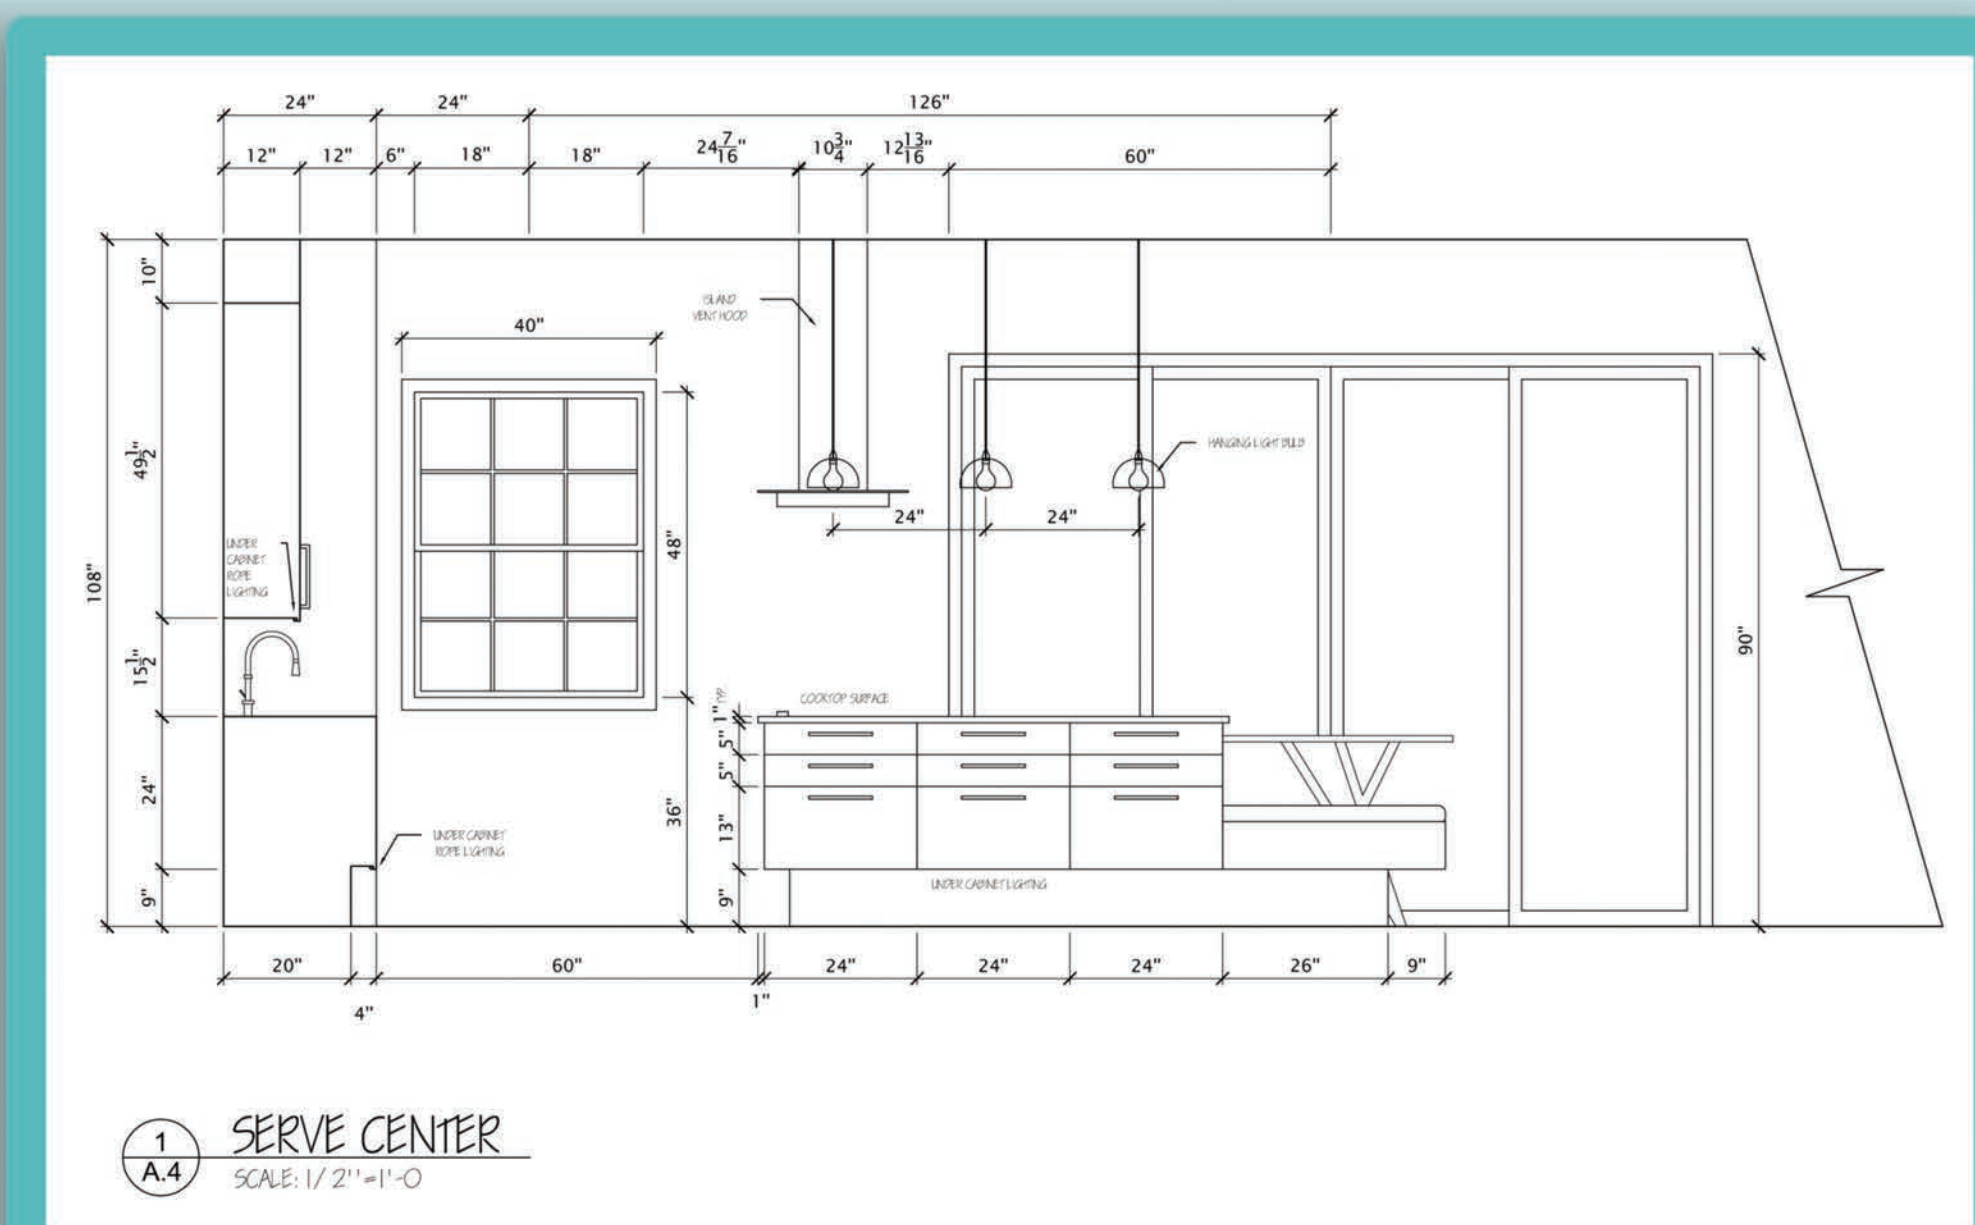 24" 24" 126"
12" 12" 6" 18" 18" 24 7/16" 10 3/4" 12 13/16" 60"
10"
ISLAND
VENT HOOD
40"
HANGING LIGHT BULB
49 1/2"
24" 24"
UNDER
CABINET
ROPE
LIGHTING
48"
108"
90"
15 1/2"
1" TYP.
COOKTOP SURFACE
5"
5"
24"
36"
13"
UNDER CABINET
ROPE LIGHTING
9"
9"
UNDER CABINET LIGHTING
20" 60" 24" 24" 24" 26" 9"
4" 1"
1
A.4
SERVE CENTER
SCALE: 1/2''=1'-0